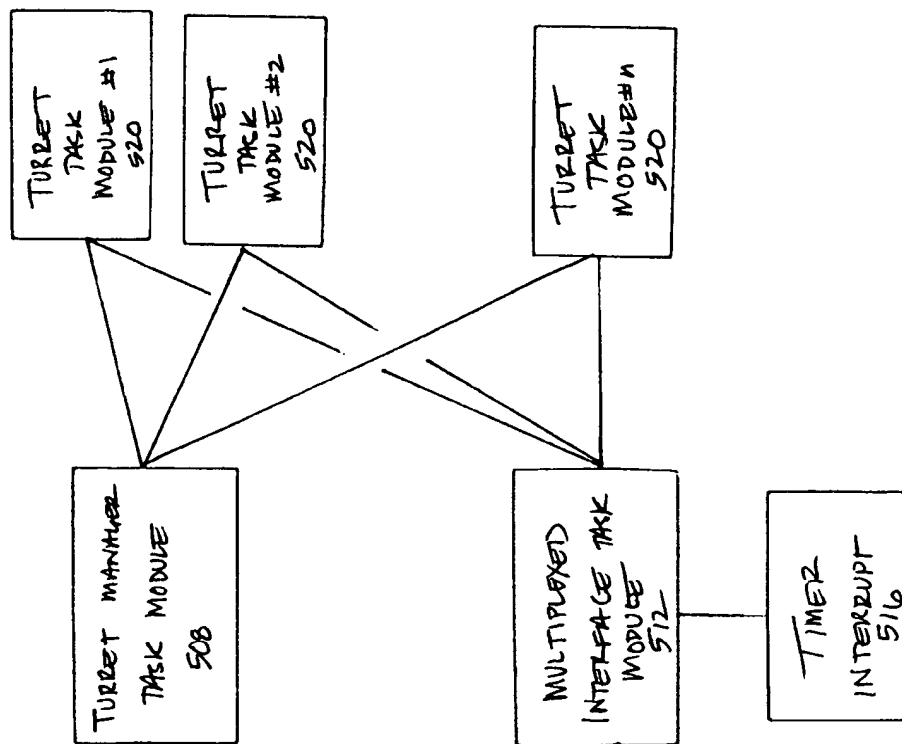 TURRET
TASK
MODULE #1
520
TURRET
TASK
MODULE #2
520
TURRET
TASK
MODULE #n
520
TURRET MANAGER
TASK MODULE
508
MULTIPLEXED
INTERFACE TASK
MODULE
512
TIMER
INTERRUPT
516